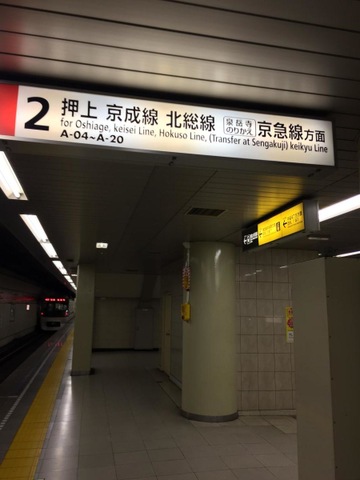 2 押上 京成線 北総線 泉岳寺 のりかえ 京急線方面
for Oshiage, keisei Line, Hokuso Line, (Transfer at Sengakuji) keikyu Line
A-04~A-20